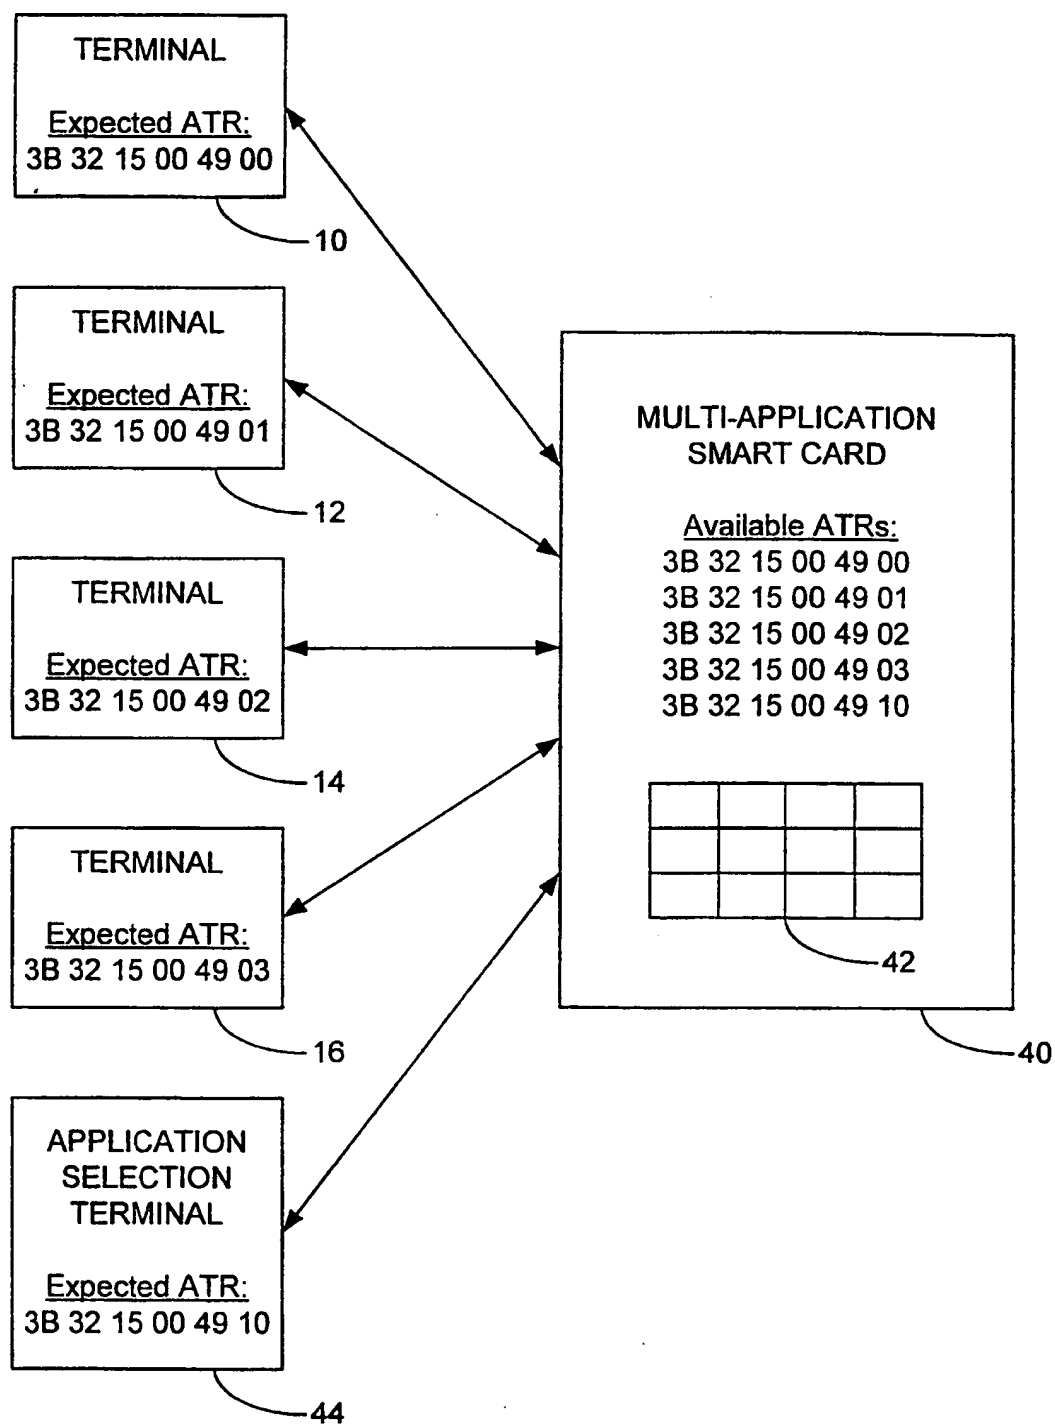 TERMINAL
Expected ATR:
3B 32 15 00 49 00
10
TERMINAL
Expected ATR:
3B 32 15 00 49 01
12
TERMINAL
Expected ATR:
3B 32 15 00 49 02
14
TERMINAL
Expected ATR:
3B 32 15 00 49 03
16
APPLICATION
SELECTION
TERMINAL
Expected ATR:
3B 32 15 00 49 10
44
MULTI-APPLICATION
SMART CARD
Available ATRs:
3B 32 15 00 49 00
3B 32 15 00 49 01
3B 32 15 00 49 02
3B 32 15 00 49 03
3B 32 15 00 49 10
42
40